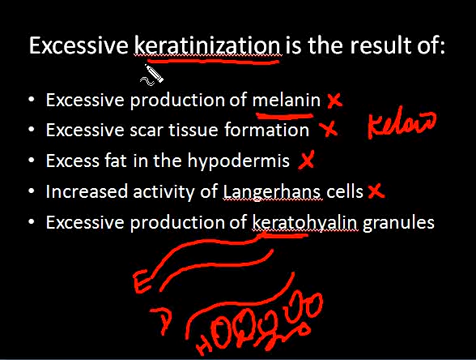 Excessive keratinization is the result of:
• Excessive production of melanin X
• Excessive scar tissue formation X
• Excess fat in the hypodermis X
• Increased activity of Langerhans cells X
• Excessive production of keratohyalin granules
E
D
H